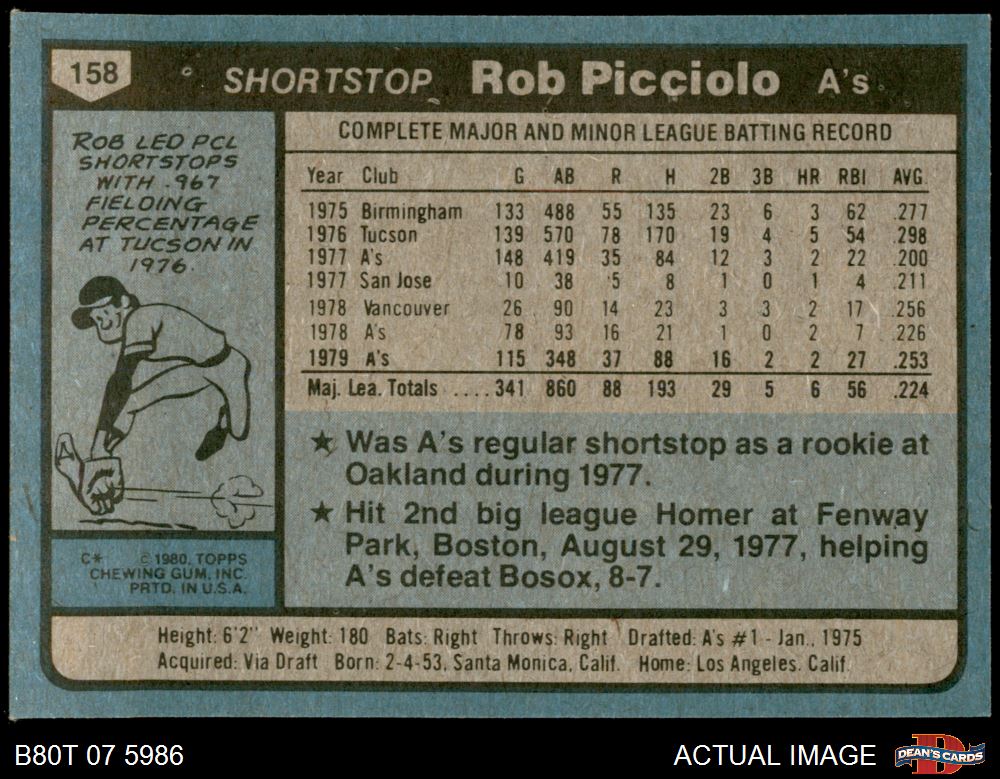 158
SHORTSTOP Rob Picciolo A's
ROB LED PCL
SHORTSTOPS
WITH .967
FIELDING
PERCENTAGE
AT TUCSON IN
1976.
A
C* © 1980. TOPPS
CHEWING GUM, INC.
PRTD. IN U.S.A.
COMPLETE MAJOR AND MINOR LEAGUE BATTING RECORD
Year Club G AB R H 2B 3B HR RBI AVG.
1975 Birmingham 133 488 55 135 23 6 3 62 .277
1976 Tucson 139 570 78 170 19 4 5 54 .298
1977 A's 148 419 35 84 12 3 2 22 .200
1977 San Jose 10 38 5 8 1 0 1 4 .211
1978 Vancouver 26 90 14 23 3 3 2 17 .256
1978 A's 78 93 16 21 1 0 2 7 .226
1979 A's 115 348 37 88 16 2 2 27 .253
Maj. Lea. Totals .... 341 860 88 193 29 5 6 56 .224
★ Was A's regular shortstop as a rookie at
Oakland during 1977.
★ Hit 2nd big league Homer at Fenway
Park, Boston, August 29, 1977, helping
A's defeat Bosox, 8-7.
Height: 6'2" Weight: 180 Bats: Right Throws: Right Drafted: A's #1 - Jan., 1975
Acquired: Via Draft Born: 2-4-53, Santa Monica, Calif. Home: Los Angeles, Calif.
B80T 07 5986 ACTUAL IMAGE
D
DEAN'S CARDS